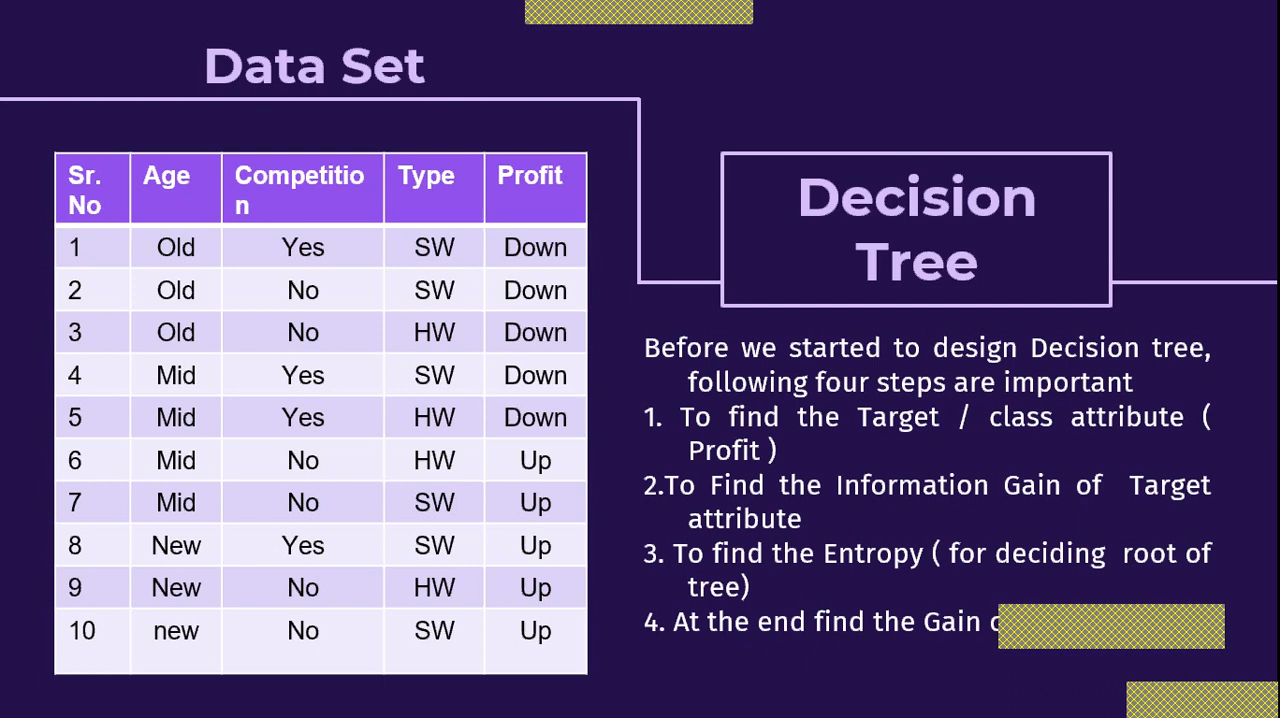 Data Set
Sr. No Age Competition Type Profit
1 Old Yes SW Down
2 Old No SW Down
3 Old No HW Down
4 Mid Yes SW Down
5 Mid Yes HW Down
6 Mid No HW Up
7 Mid No SW Up
8 New Yes SW Up
9 New No HW Up
10 new No SW Up
Decision
Tree
Before we started to design Decision tree,
following four steps are important
1. To find the Target / class attribute (
Profit )
2.To Find the Information Gain of Target
attribute
3. To find the Entropy ( for deciding root of
tree)
4. At the end find the Gain